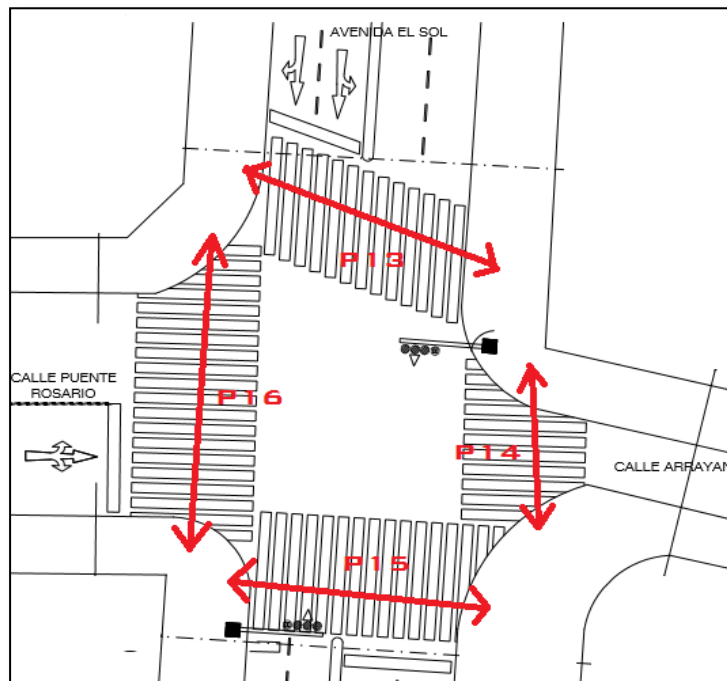 AVENIDA EL SOL
P13
CALLE PUENTE
ROSARIO
P16
P14
CALLE ARRAYAN
P15